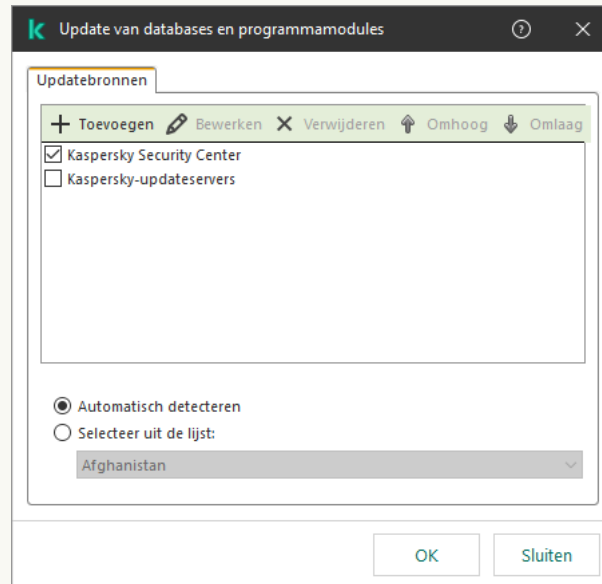 Update van databases en programmamodules
Updatebronnen
Toevoegen Bewerken Verwijderen Omhoog Omlaag
Kaspersky Security Center
Kaspersky-updateservers
Automatisch detecteren
Selecteer uit de lijst:
Afghanistan
OK Sluiten